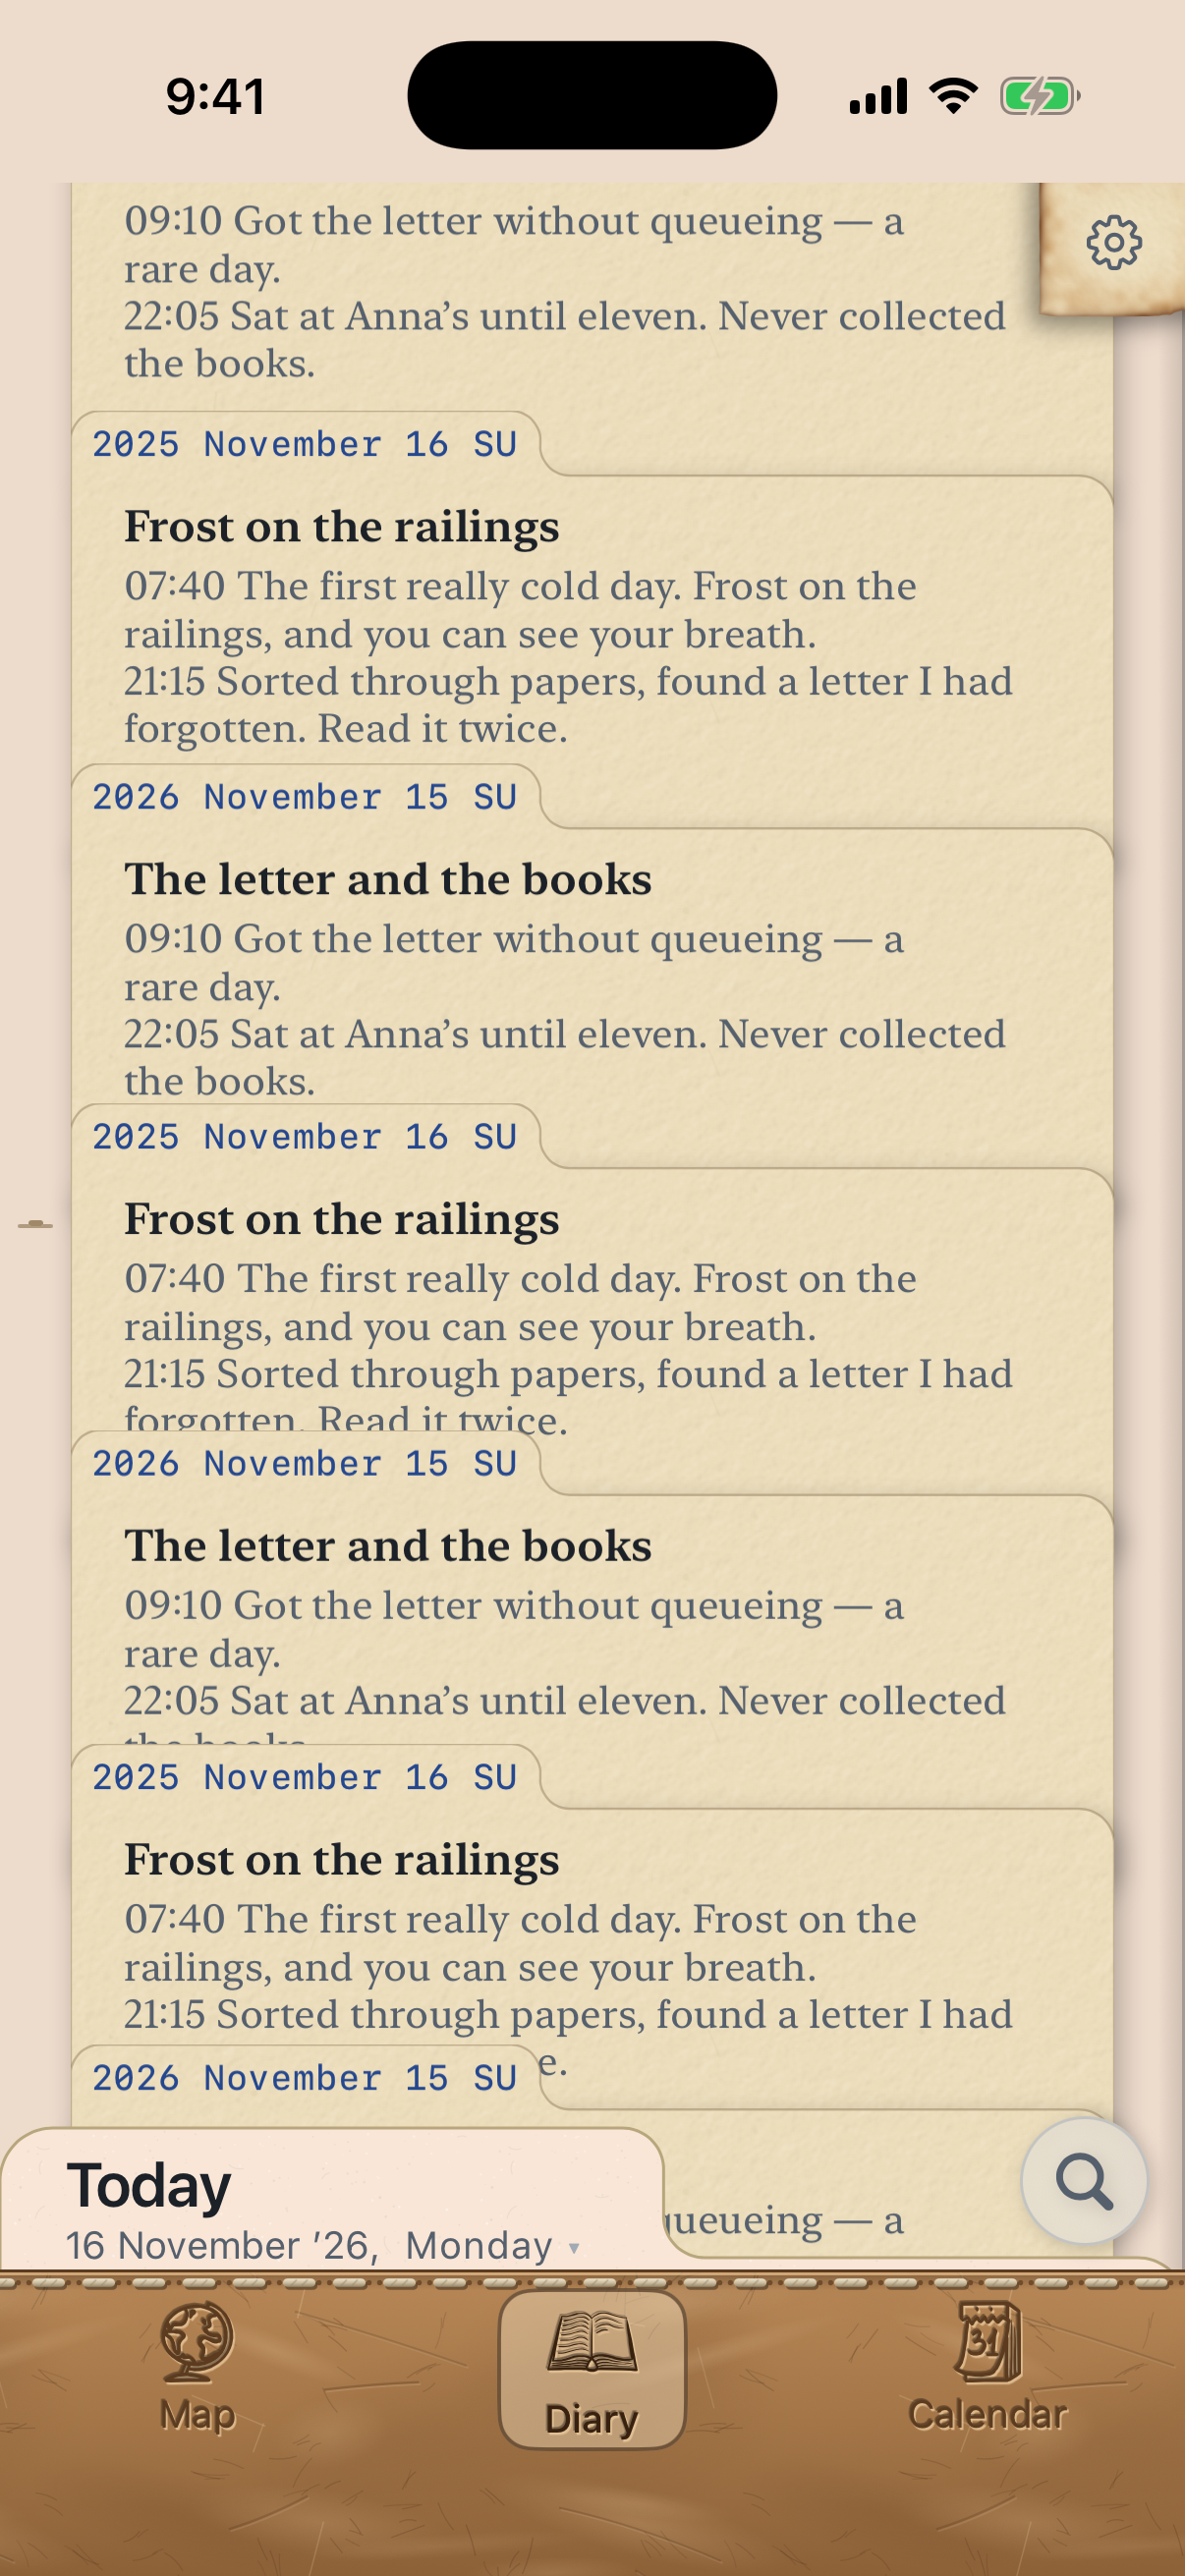 9:41
09:10 Got the letter without queueing — a
rare day.
22:05 Sat at Anna’s until eleven. Never collected
the books.
2025 November 16 SU
Frost on the railings
07:40 The first really cold day. Frost on the
railings, and you can see your breath.
21:15 Sorted through papers, found a letter I had
forgotten. Read it twice.
2026 November 15 SU
The letter and the books
09:10 Got the letter without queueing — a
rare day.
22:05 Sat at Anna’s until eleven. Never collected
the books.
2025 November 16 SU
Frost on the railings
07:40 The first really cold day. Frost on the
railings, and you can see your breath.
21:15 Sorted through papers, found a letter I had
forgotten. Read it twice.
2026 November 15 SU
The letter and the books
09:10 Got the letter without queueing — a
rare day.
22:05 Sat at Anna’s until eleven. Never collected
the books.
2025 November 16 SU
Frost on the railings
07:40 The first really cold day. Frost on the
railings, and you can see your breath.
21:15 Sorted through papers, found a letter I had
e.
2026 November 15 SU
Today
queueing — a
16 November ’26, Monday
31
Map
Diary
Calendar